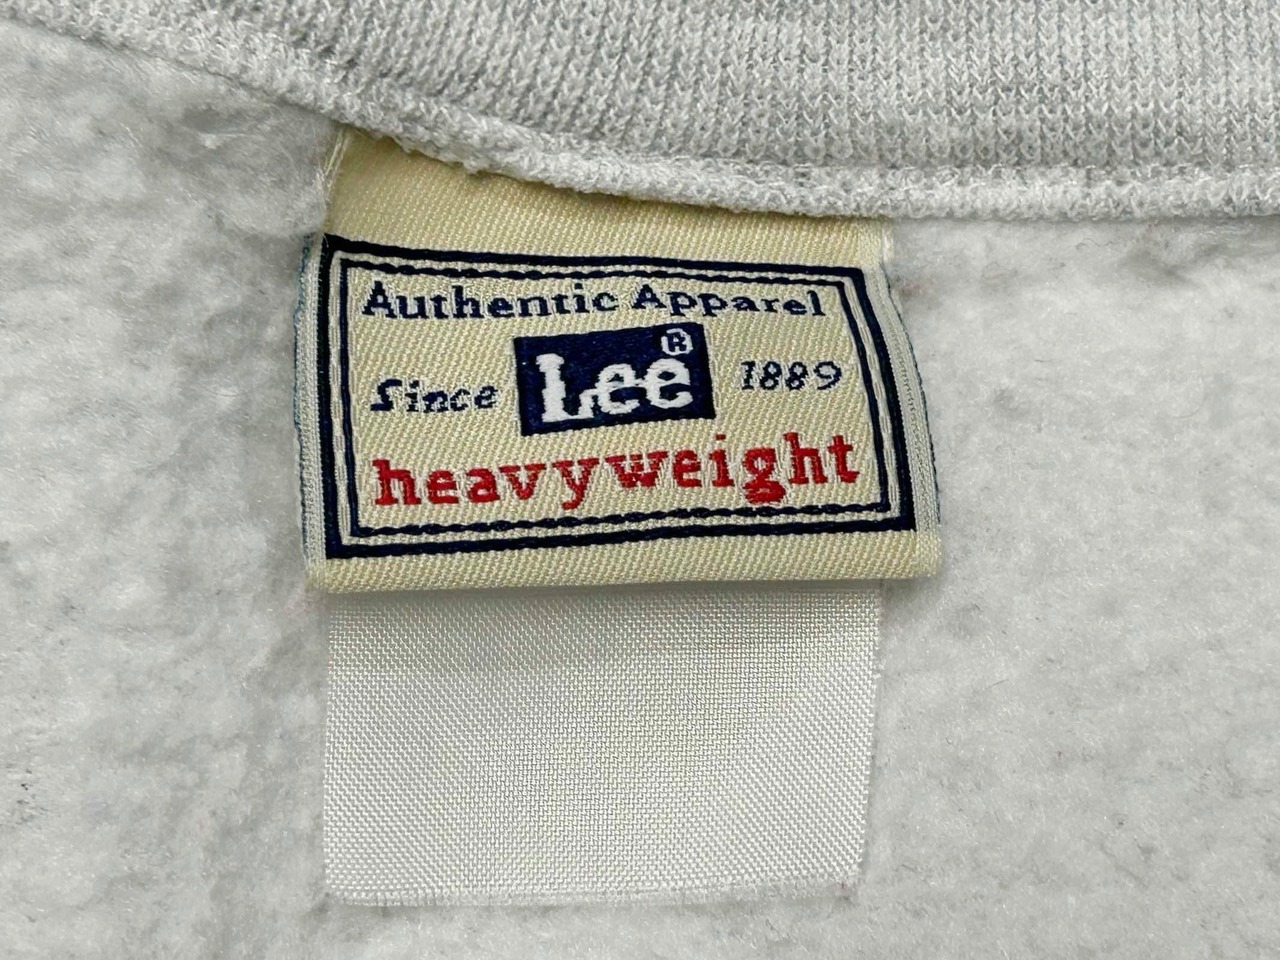 Authentic Apparel
Since Lee® 1889
heavyweight